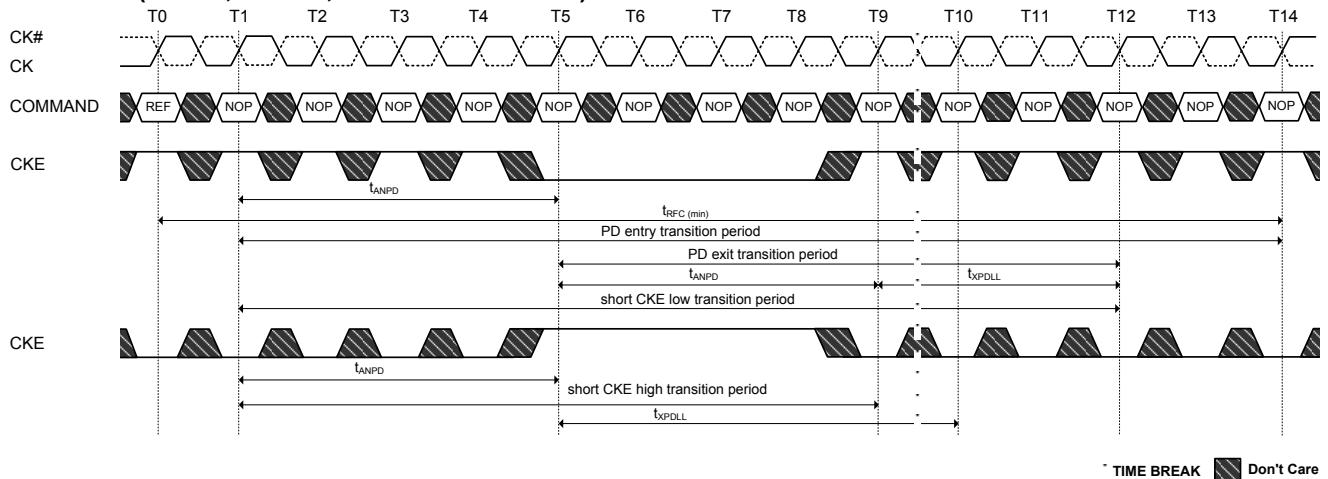 T0 T1 T2 T3 T4 T5 T6 T7 T8 T9 T10 T11 T12 T13 T14
CK#
CK
COMMAND REF NOP NOP NOP NOP NOP NOP NOP NOP NOP NOP NOP NOP NOP NOP
CKE
tANPD
tRFC (min)
PD entry transition period
PD exit transition period
tANPD tXPDLL
short CKE low transition period
CKE
tANPD
short CKE high transition period
tXPDLL
TIME BREAK Don't Care